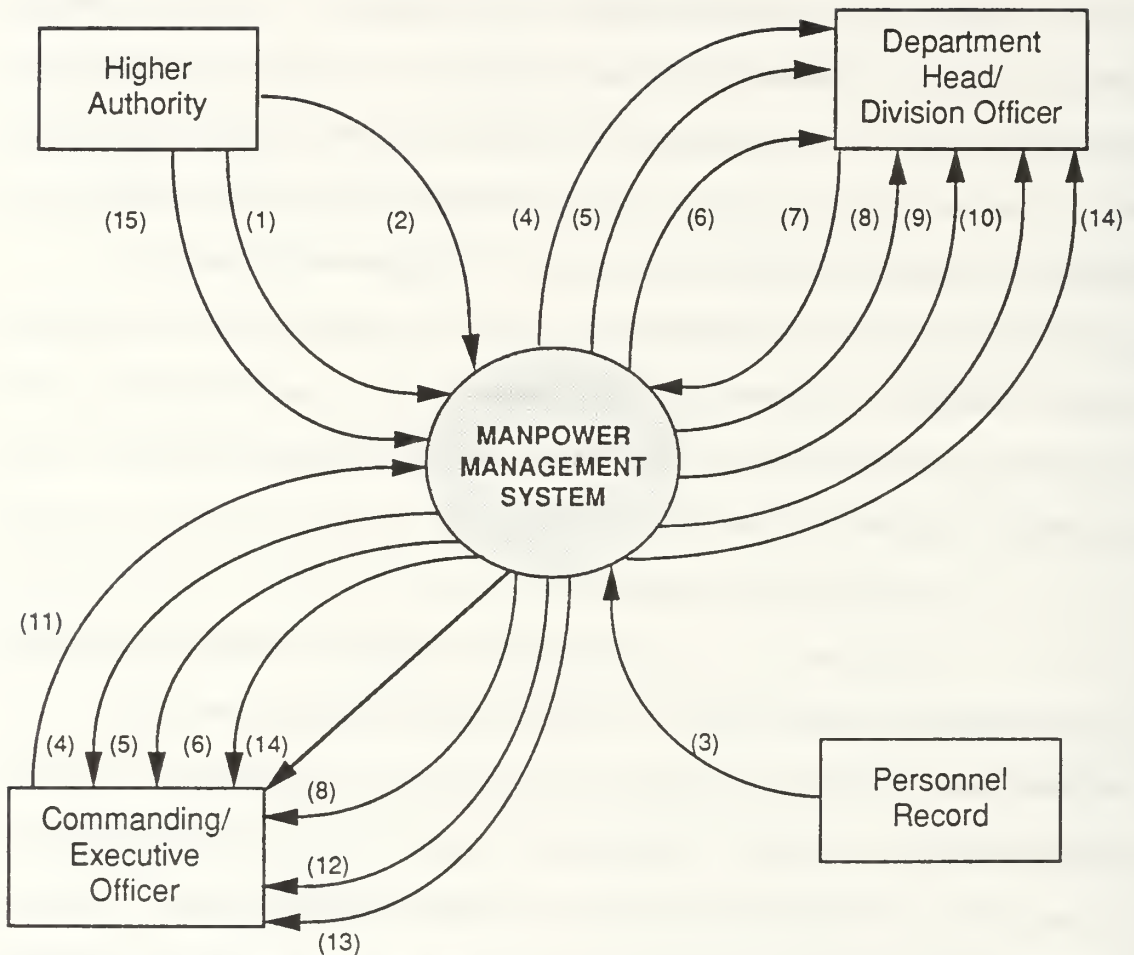 Higher
Authority
Department
Head/
Division Officer
(15)
(1)
(2)
(4)
(5)
(6)
(7)
(8)
(9)
(10)
(14)
MANPOWER
MANAGEMENT
SYSTEM
(11)
(4)
(5)
(6)
(14)
(3)
(8)
Commanding/
Executive
Officer
Personnel
Record
(12)
(13)